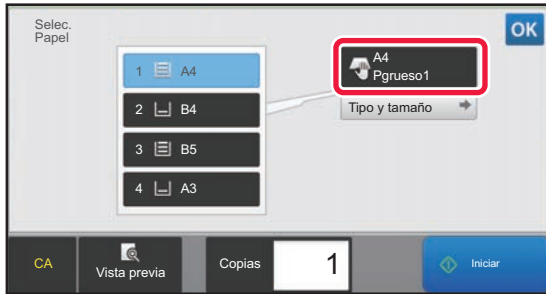 Selec.
Papel
OK
1 A4
2 B4
3 B5
4 A3
A4
Pgrueso1
Tipo y tamaño
CA
Vista previa
Copias
1
Iniciar